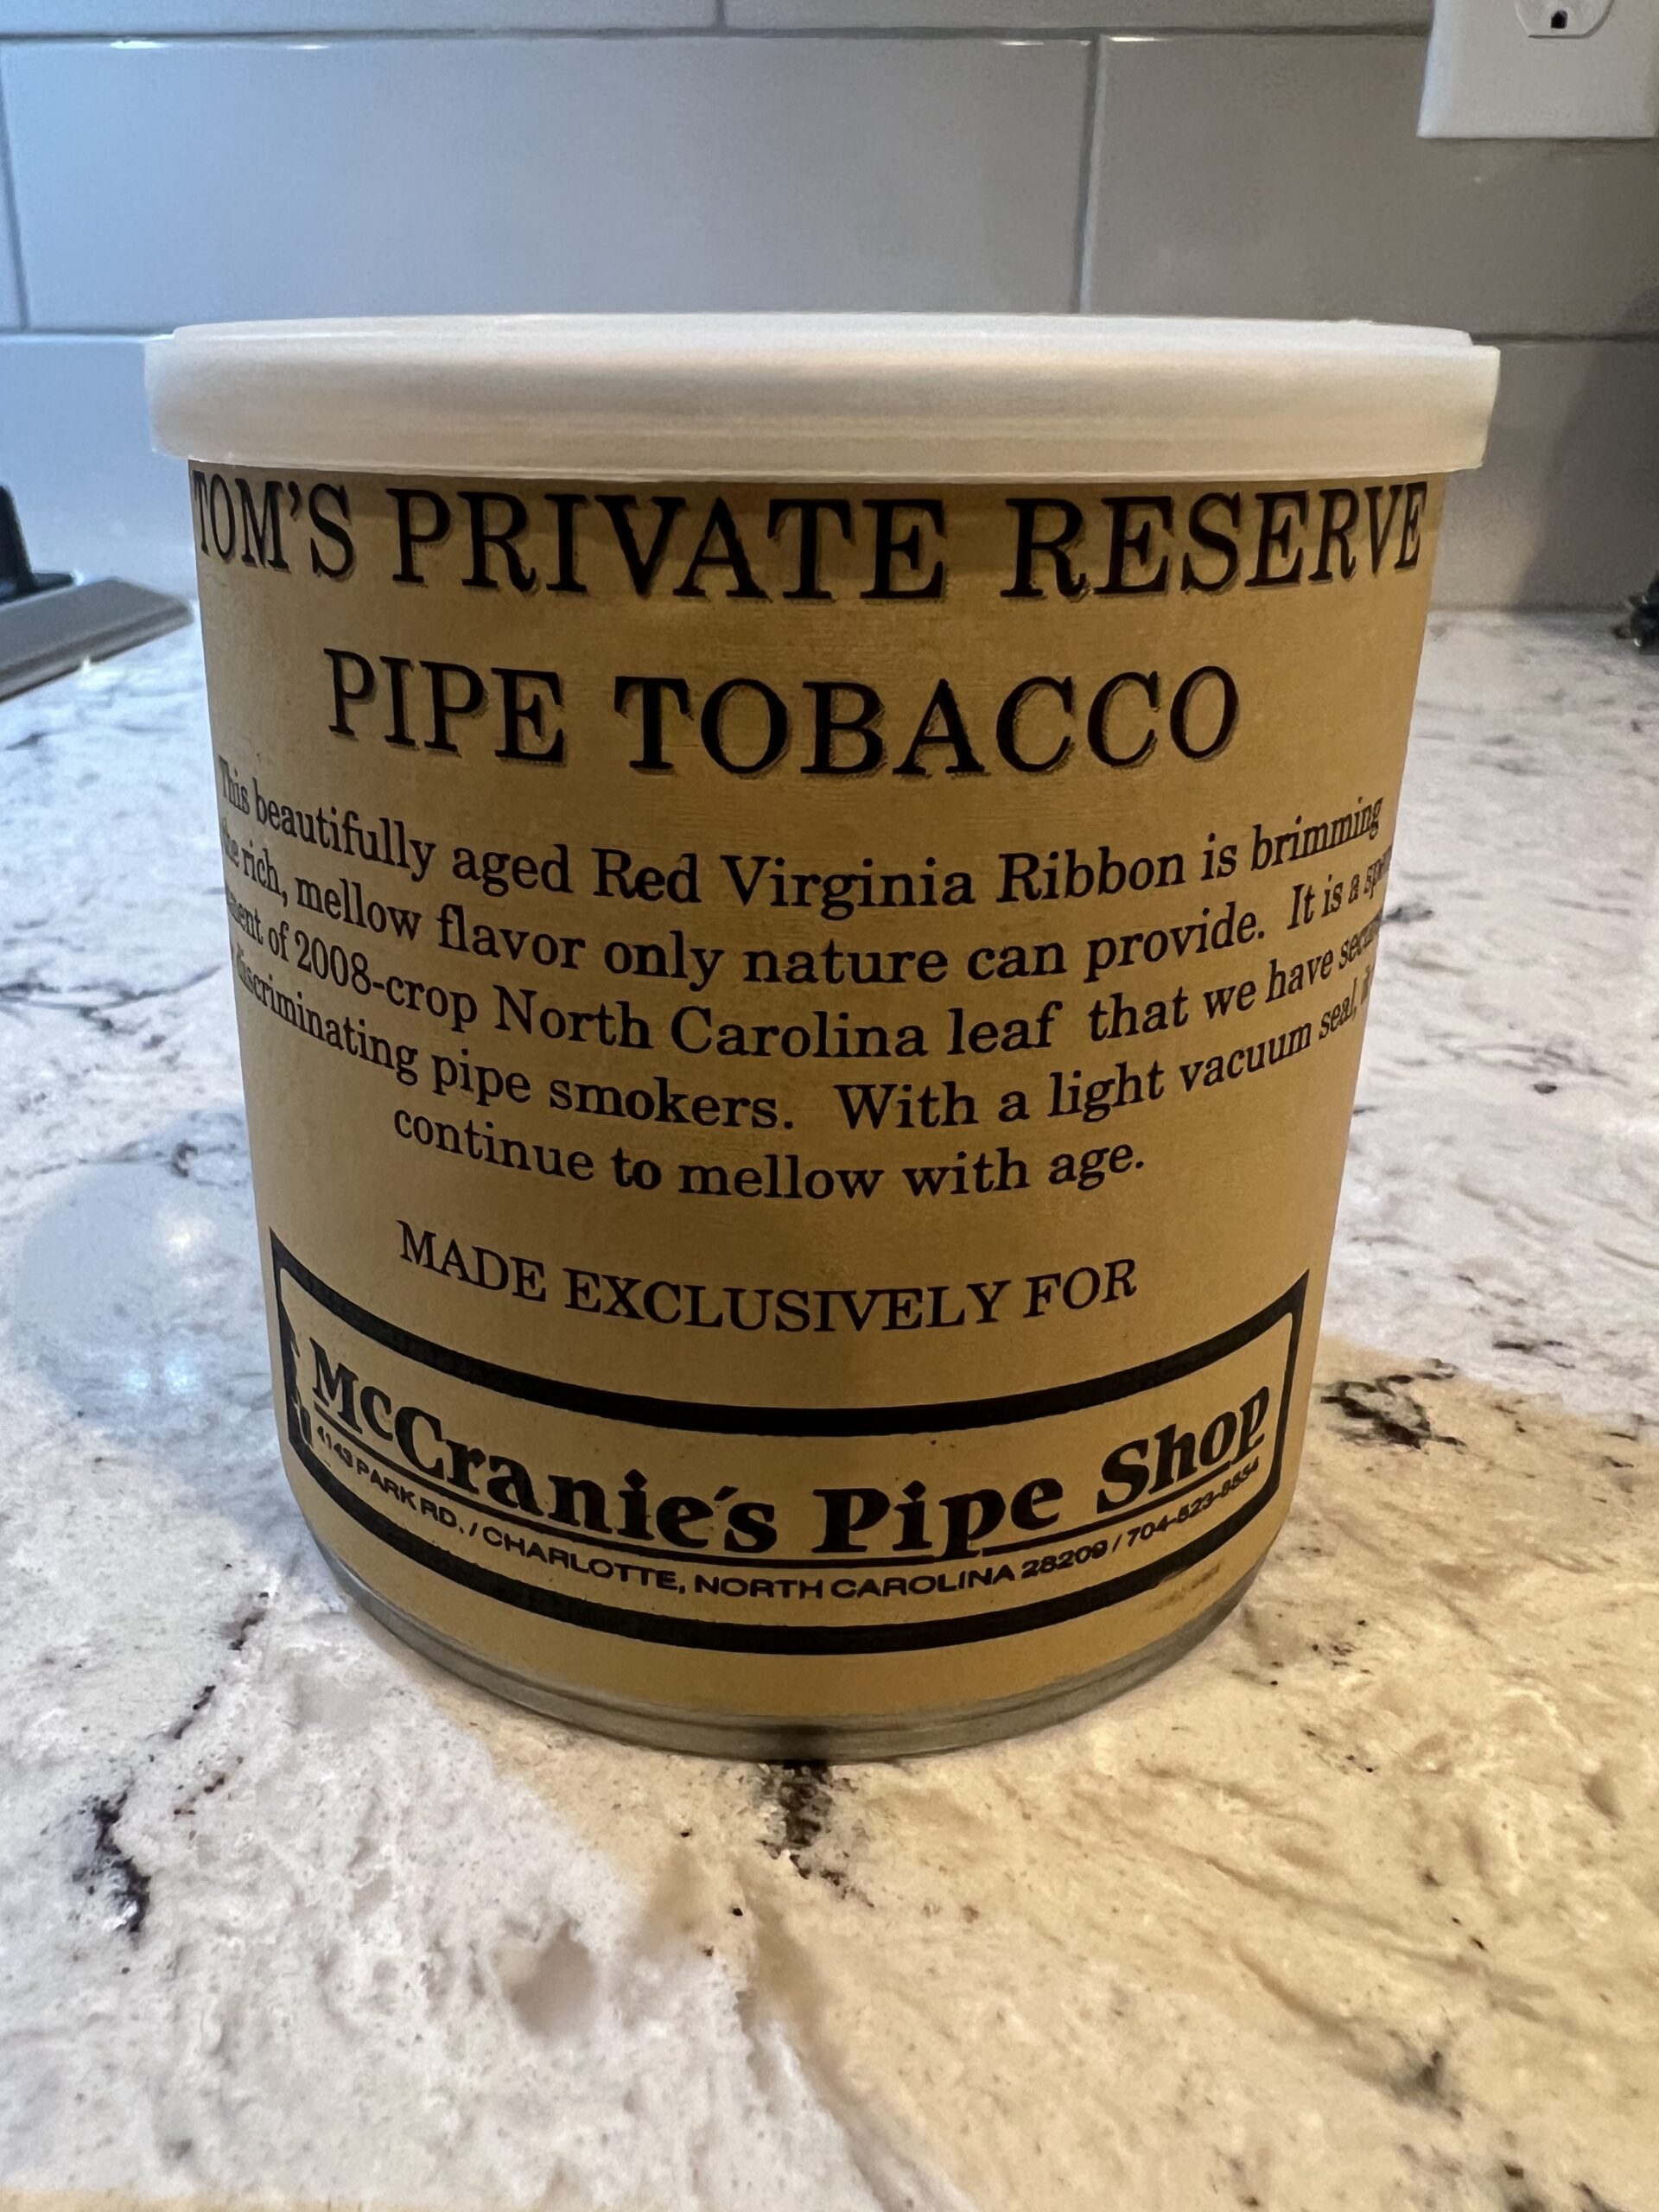 TOM'S PRIVATE RESERVE
PIPE TOBACCO
This beautifully aged Red Virginia Ribbon is brimming
the rich, mellow flavor only nature can provide. It is a
of 2008-crop North Carolina leaf that we have
discriminating pipe smokers. With a light vacuum seal,
continue to mellow with age.
MADE EXCLUSIVELY FOR
McCranie's Pipe Shop
4143 PARK RD. / CHARLOTTE, NORTH CAROLINA 28209 / 704-523-8554